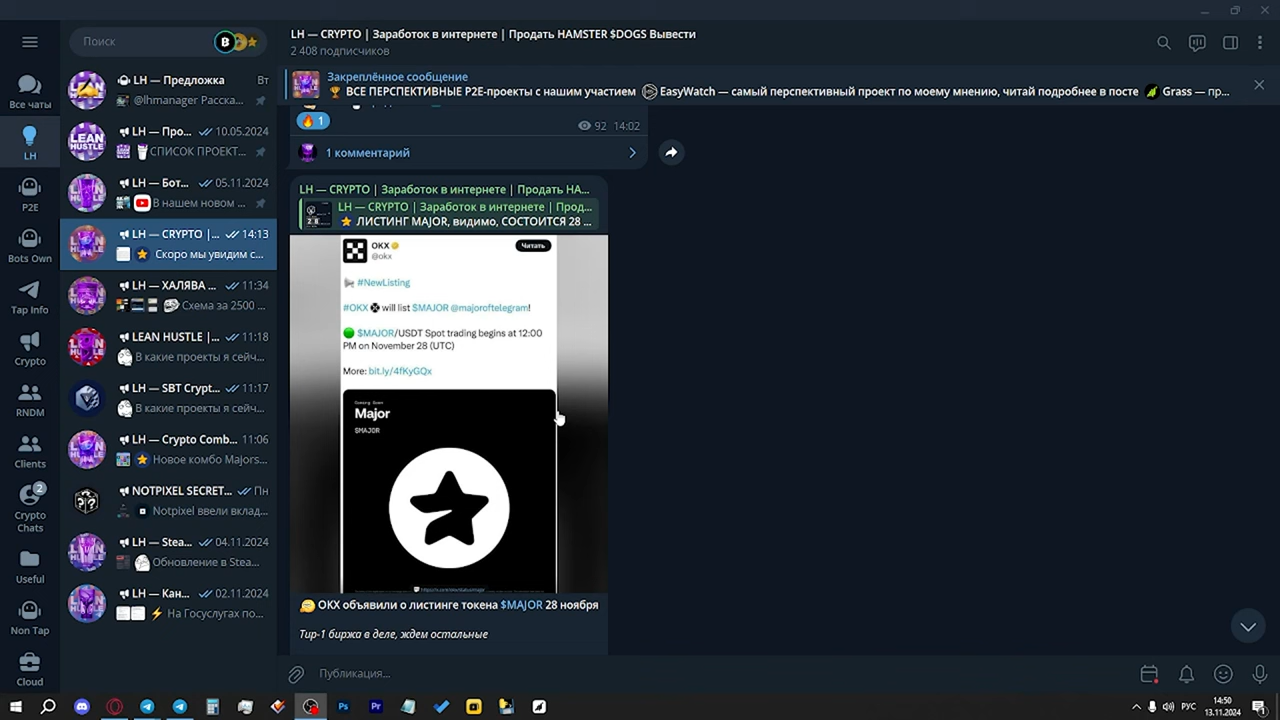 Поиск
LH — CRYPTO | Заработок в интернете | Продать HAMSTER $DOGS Вывести
2 408 подписчиков
Закреплённое сообщение
🏆 ВСЕ ПЕРСПЕКТИВНЫЕ P2E-проекты с нашим участием EasyWatch — самый перспективный проект по моему мнению, читай подробнее в посте Grass — пр...
Все чаты
LH
P2E
Bots Own
Tap Info
Crypto
RNDM
Clients
2
Crypto
Chats
Useful
Non Tap
Cloud
LH — Предложка Вт
@lhmanager Расска...
LH — Про... 10.05.2024
СПИСОК ПРОЕКТ...
LH — Бот... 05.11.2024
В нашем новом ...
LH — CRYPTO |... 14:13
Скоро мы увидим с...
LH — ХАЛЯВА ... 11:34
Схема за 2500 ...
LEAN HUSTLE |... 11:18
В какие проекты я сейч...
LH — SBT Crypt... 11:17
В какие проекты я сейч...
LH — Crypto Comb... 11:06
Новое комбо Majors...
NOTPIXEL SECRET... Пн
Notpixel ввели вклад...
LH — Stea... 04.11.2024
Обновление в Stea...
LH — Кан... 02.11.2024
⚡ На Госуслугах по...
🔥 1
92 14:02
1 комментарий
LH — CRYPTO | Заработок в интернете | Продать HA...
LH — CRYPTO | Заработок в интернете | Прод...
⭐ ЛИСТИНГ MAJOR, видимо, СОСТОИТСЯ 28 ...
OKX
@okx
Читать
#NewListing
#OKX will list $MAJOR @majoroftelegram!
🟢 $MAJOR/USDT Spot trading begins at 12:00
PM on November 28 (UTC)
More: bit.ly/4fKyGQx
Coming Soon
Major
$MAJOR
ОКХ объявили о листинге токена $MAJOR 28 ноября
Тир-1 биржа в деле, ждем остальные
Публикация...
РУС
14:50
13.11.2024